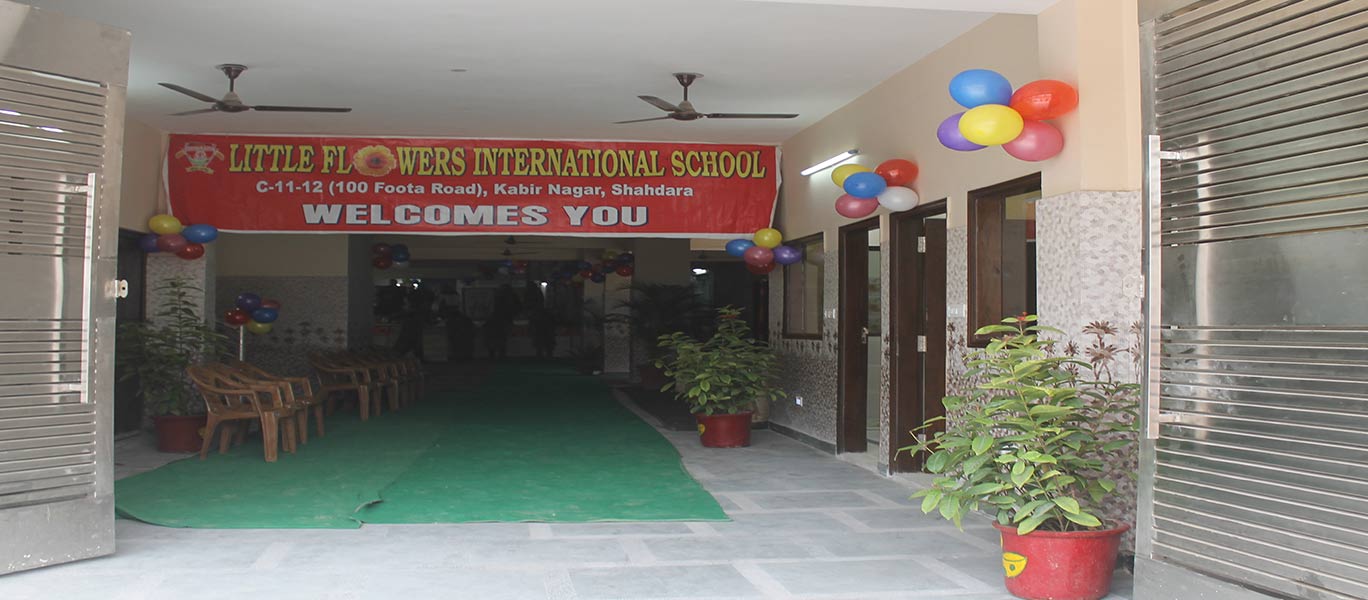 LITTLE FLOWERS INTERNATIONAL SCHOOL
C-11-12 (100 Foota Road), Kabir Nagar, Shahdara
WELCOMES YOU